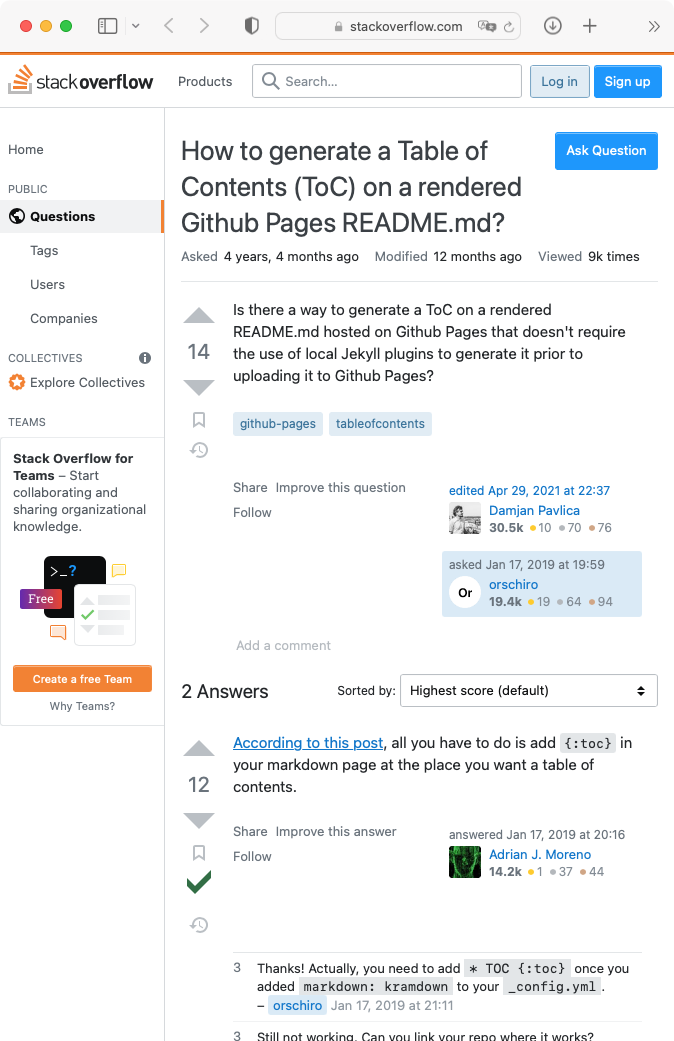 stackoverflow.com
stackoverflow
Products
Search...
Log in
Sign up
Home
PUBLIC
Questions
Tags
Users
Companies
COLLECTIVES
Explore Collectives
TEAMS
Stack Overflow for
Teams – Start
collaborating and
sharing organizational
knowledge.
>_?
Free
Create a free Team
Why Teams?
How to generate a Table of
Contents (ToC) on a rendered
Github Pages README.md?
Ask Question
Asked 4 years, 4 months ago Modified 12 months ago Viewed 9k times
14
Is there a way to generate a ToC on a rendered
README.md hosted on Github Pages that doesn't require
the use of local Jekyll plugins to generate it prior to
uploading it to Github Pages?
github-pages tableofcontents
Share Improve this question
Follow
edited Apr 29, 2021 at 22:37
Damjan Pavlica
30.5k 10 70 76
asked Jan 17, 2019 at 19:59
Or
orschiro
19.4k 19 64 94
Add a comment
2 Answers
Sorted by:
Highest score (default)
12
According to this post, all you have to do is add {:toc} in
your markdown page at the place you want a table of
contents.
Share Improve this answer
Follow
answered Jan 17, 2019 at 20:16
Adrian J. Moreno
14.2k 1 37 44
3 Thanks! Actually, you need to add * TOC {:toc} once you
added markdown: kramdown to your _config.yml.
– orschiro Jan 17, 2019 at 21:11
3 Still not working. Can you link your repo where it works?